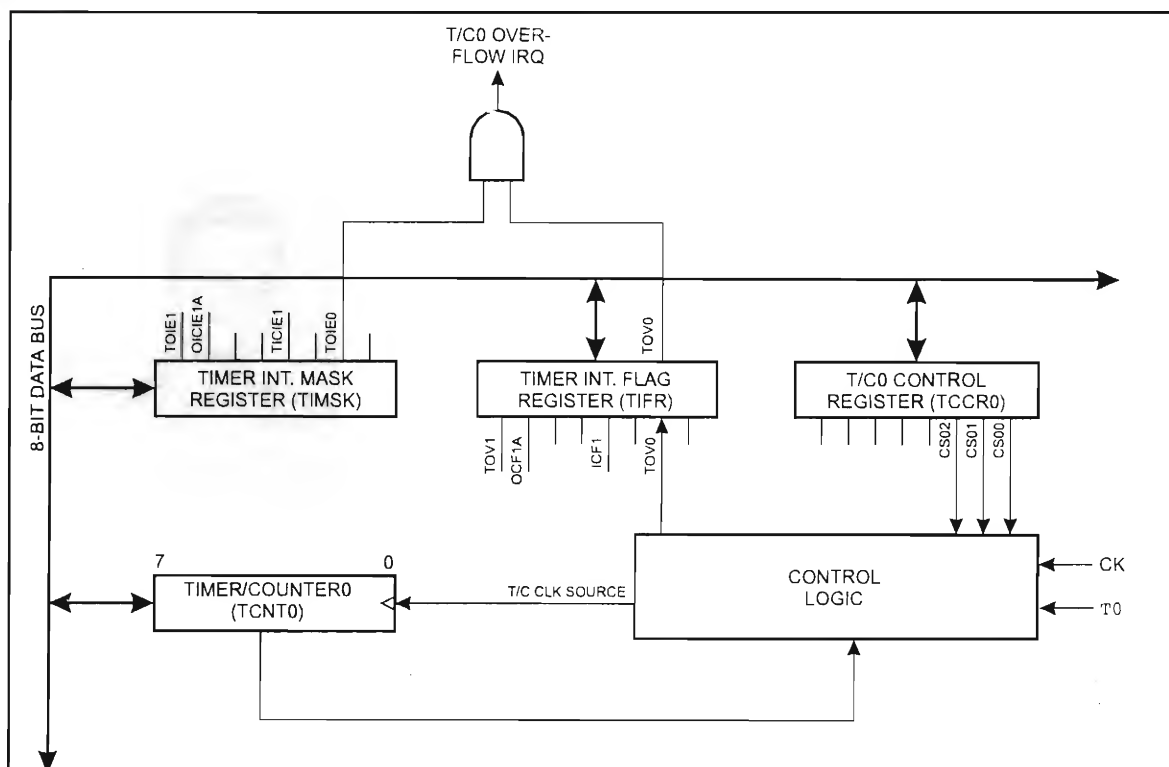 T/C0 OVER-
FLOW IRQ
8-BIT DATA BUS
TOIE1
OICIE1A
TICIE1
TOIE0
TOV0
TIMER INT. MASK
REGISTER (TIMSK)
TIMER INT. FLAG
REGISTER (TIFR)
T/C0 CONTROL
REGISTER (TCCR0)
TOV1
OCF1A
ICF1
TOV0
CS02
CS01
CS00
7
0
TIMER/COUNTER0
(TCNT0)
T/C CLK SOURCE
CONTROL
LOGIC
CK
T0